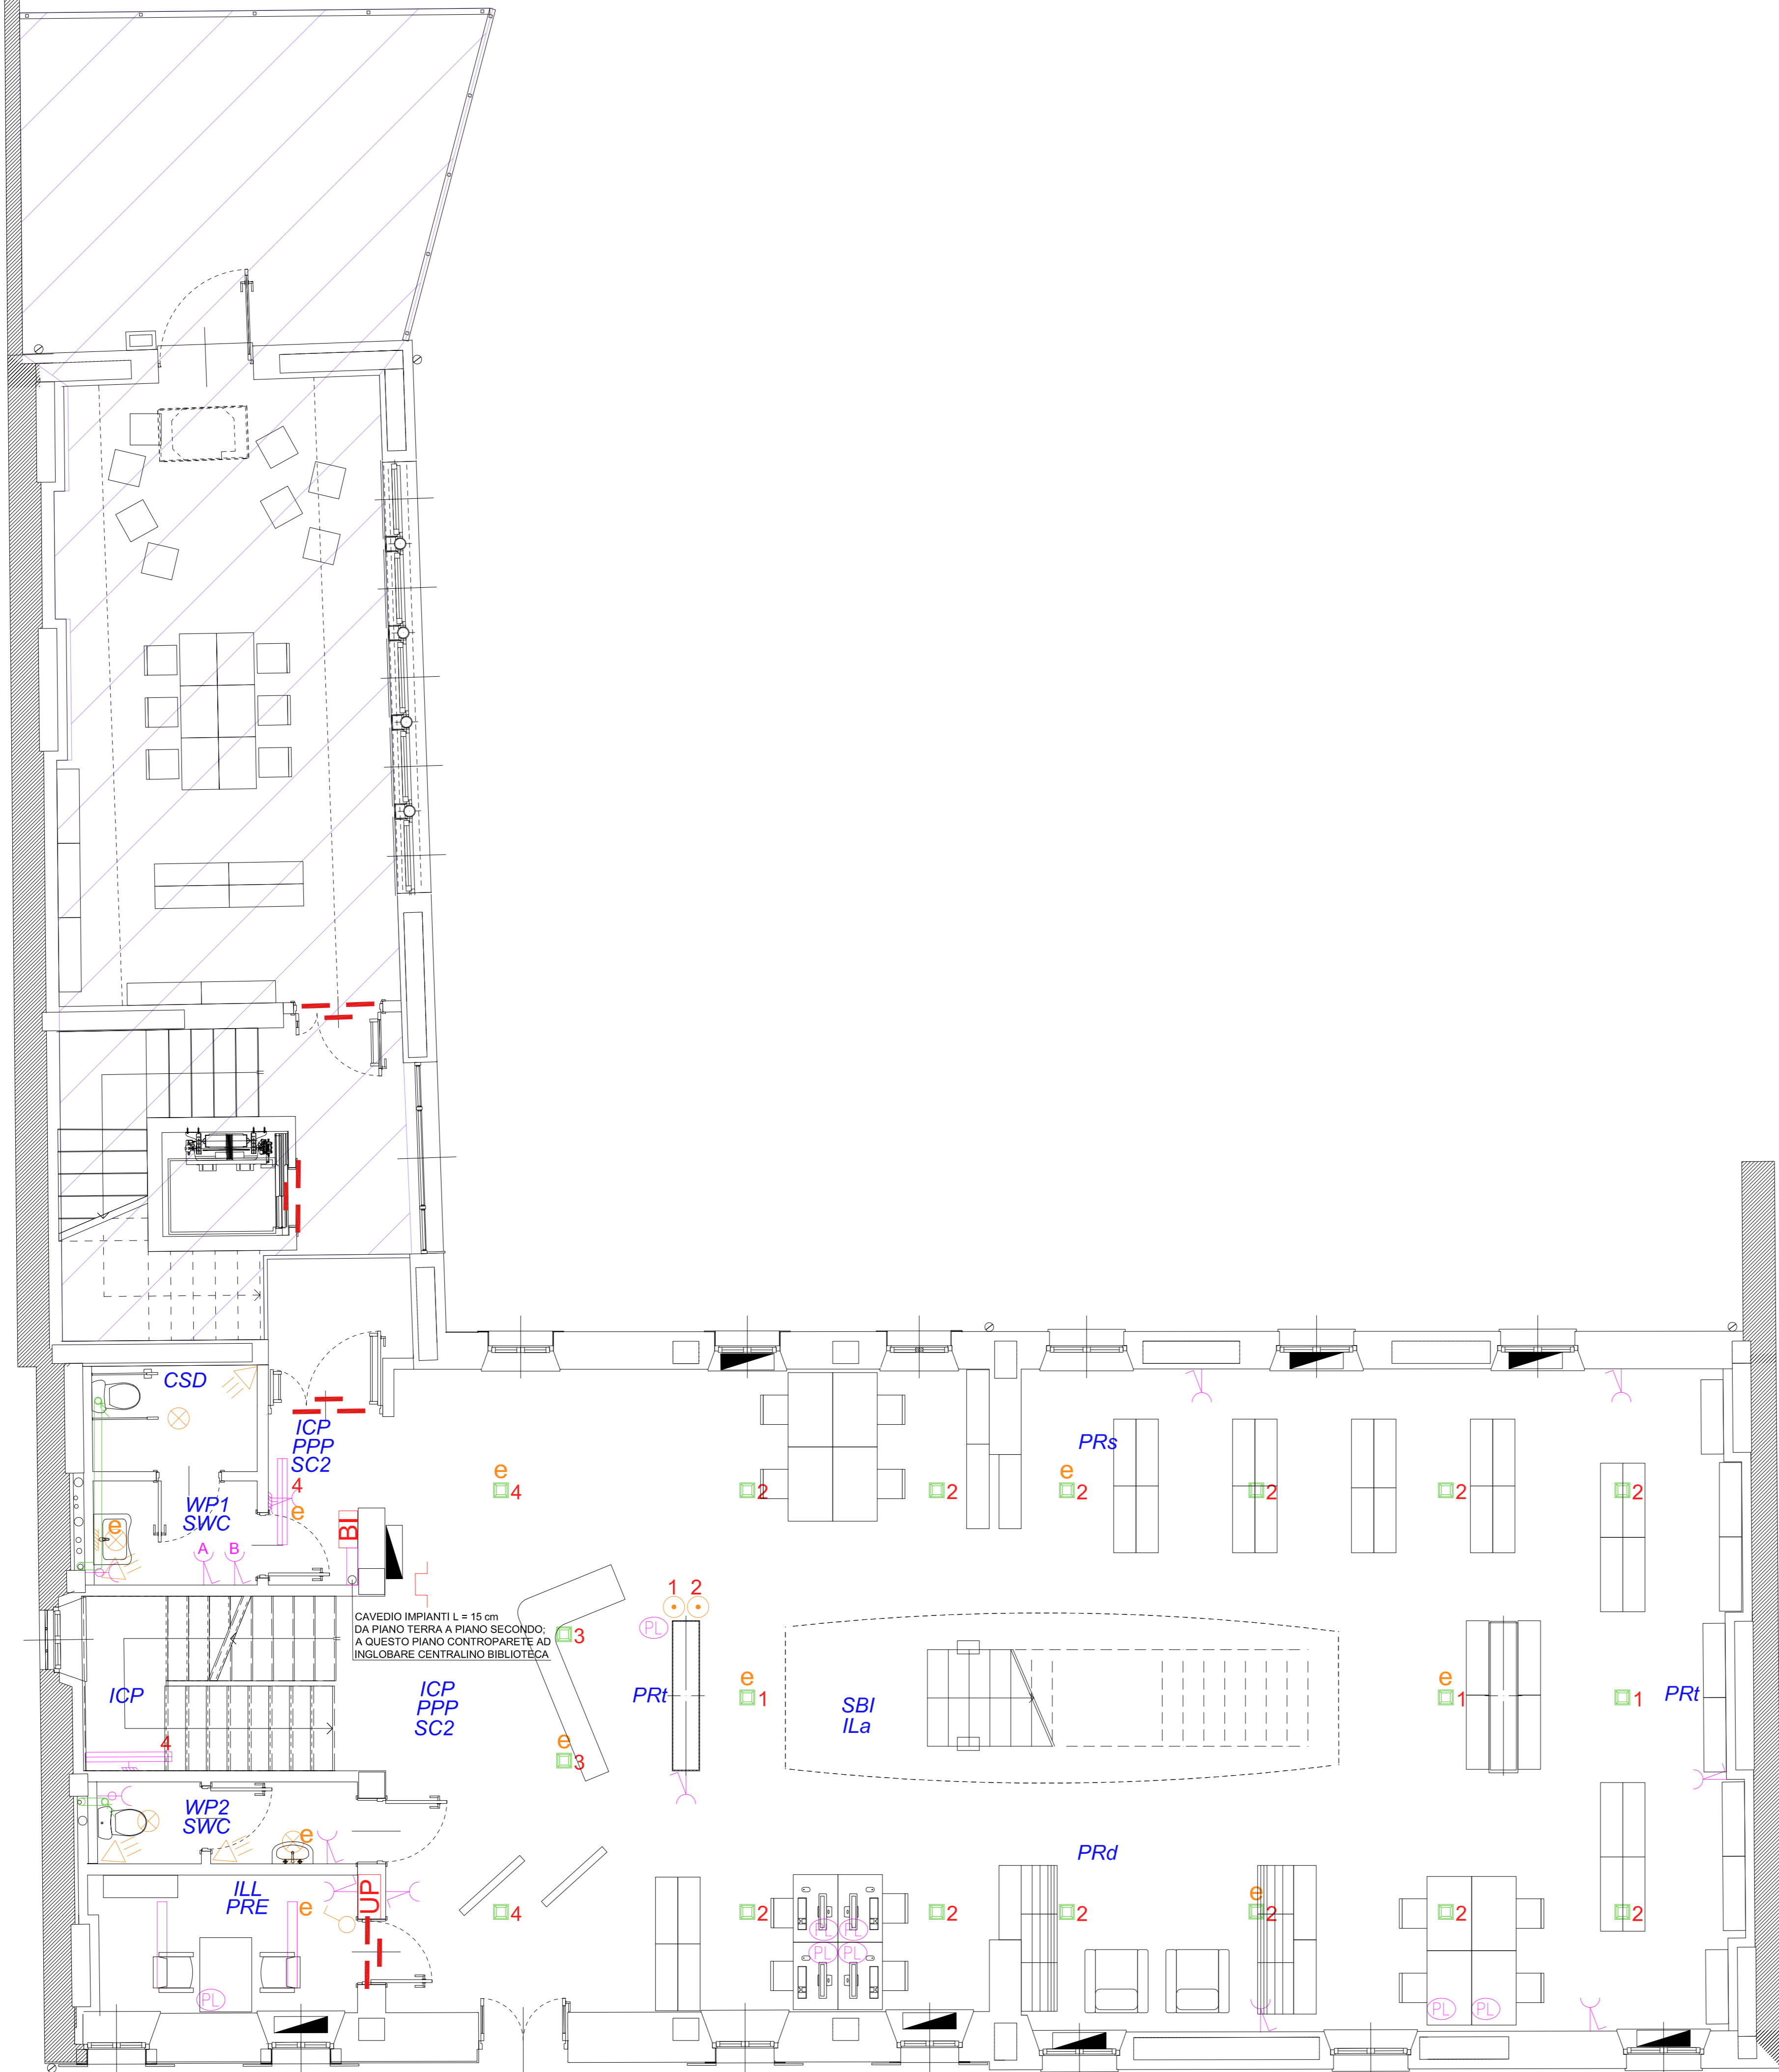 CSD
ICP
PPP
SC2
PRs
e
e
4
e
4
2
2
2
2
2
2
WP1
SWC
e
BI
A
B
1
2
CAVEDIO IMPIANTI L = 15 cm
DA PIANO TERRA A PIANO SECONDO;
A QUESTO PIANO CONTROPARETE AD
INGLOBARE CENTRALINO BIBLIOTECA
PL
3
e
e
ICP
ICP
PPP
SC2
PRt
1
SBI
ILa
1
1
PRt
4
e
3
WP2
SWC
e
PRd
ILL
PRE
e
UP
e
4
2
2
2
2
2
2
PL
PL
PL
PL
PL
PL
PL